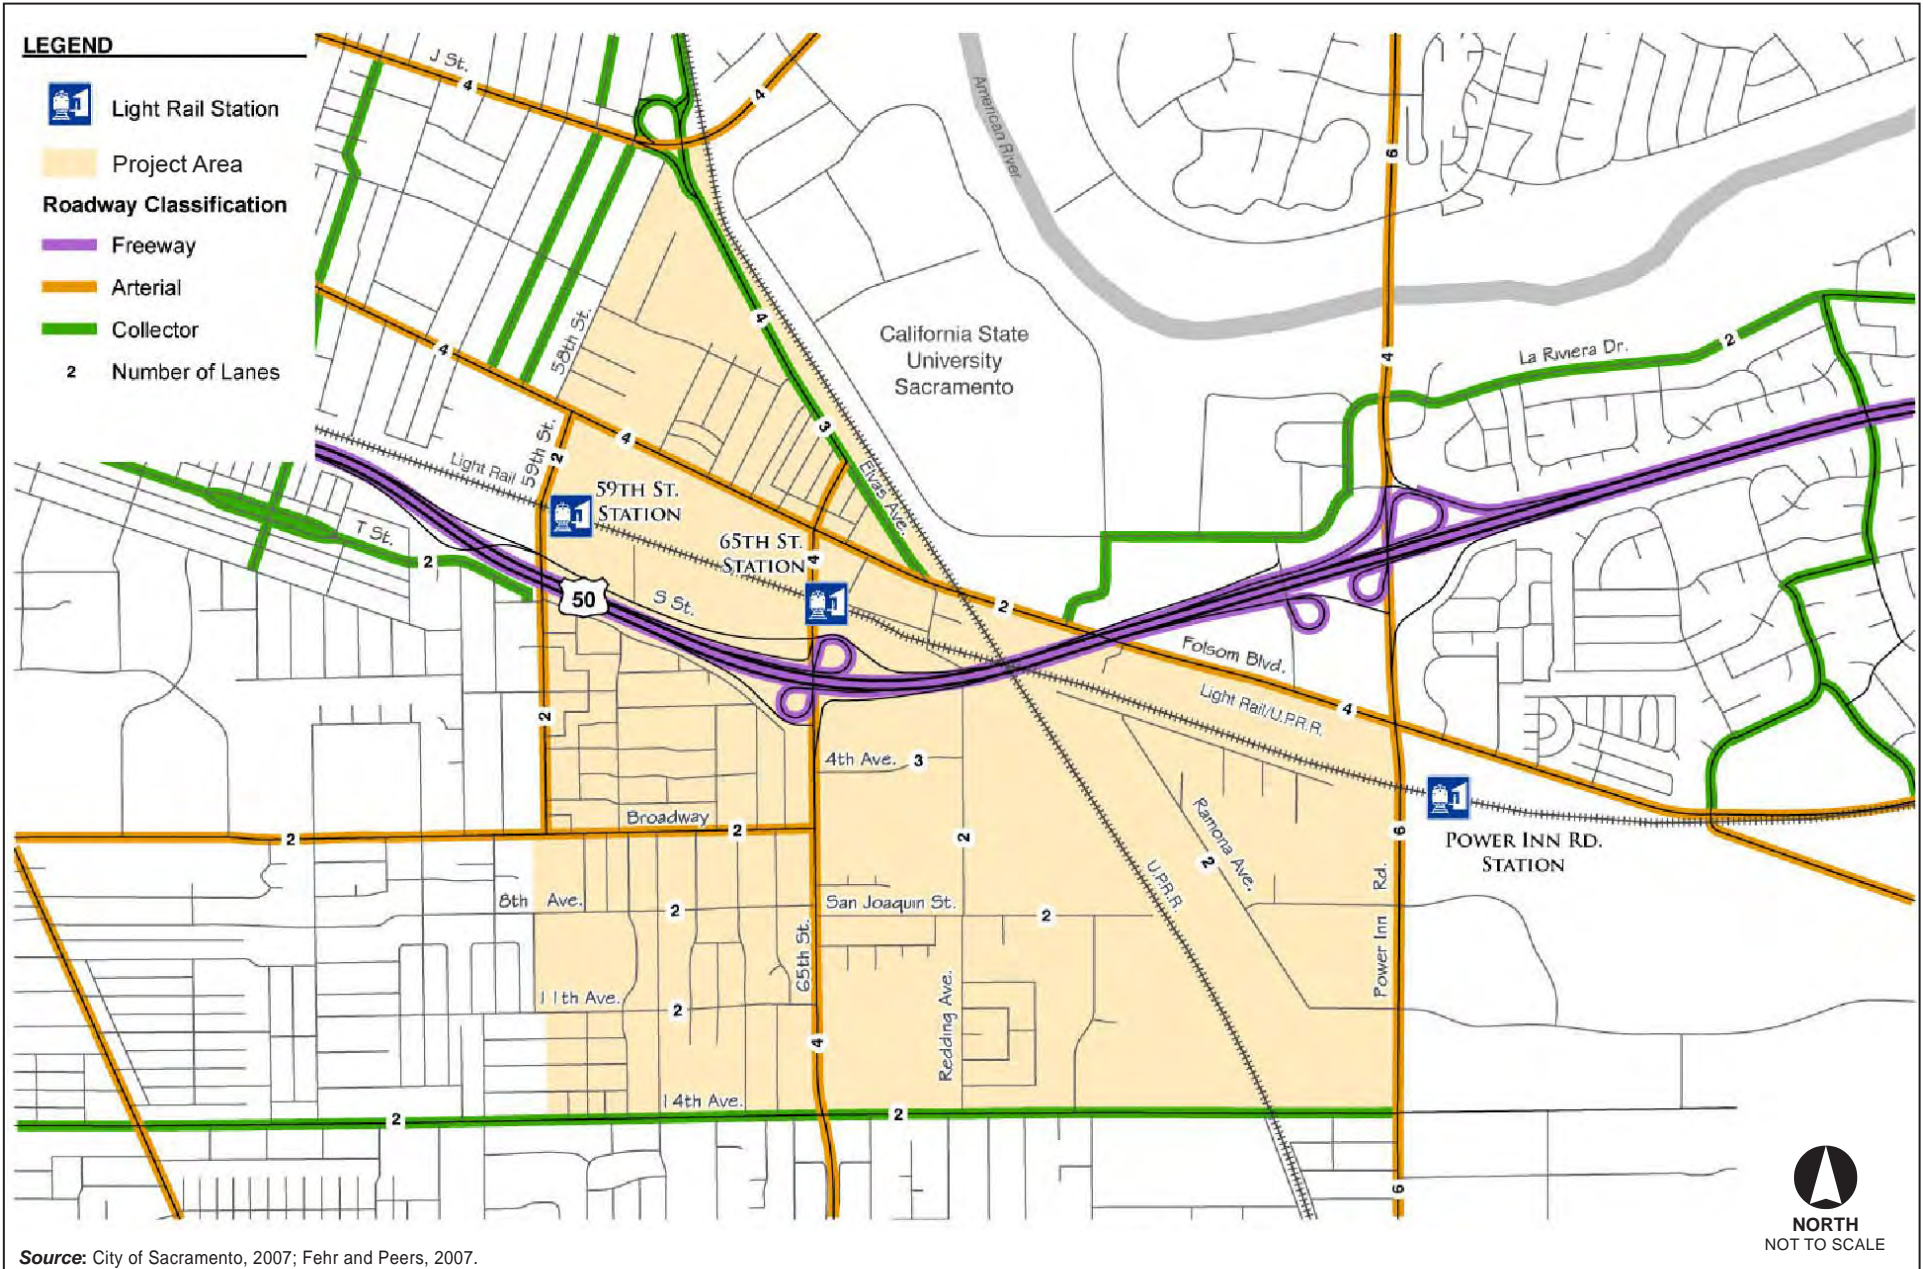 LEGEND
Light Rail Station
Project Area
Roadway Classification
Freeway
Arterial
Collector
2 Number of Lanes
J St.
4
4
American River
6
58th St.
4
4
California State
University
Sacramento
4
La Riviera Dr.
2
59th St.
2
4
3
Elvas Ave.
Light Rail
59TH ST.
STATION
T St.
2
65TH ST.
STATION
4
50
S St.
2
Folsom Blvd.
Light Rail/U.P.R.R.
4
2
4th Ave. 3
Broadway
2
2
2
Ramona Ave.
2
6
POWER INN RD.
STATION
U.P.R.R.
8th Ave.
2
San Joaquin St.
2
65th St.
Power Inn Rd.
11th Ave.
2
Redding Ave.
4
14th Ave.
2
2
6
NORTH
NOT TO SCALE
Source: City of Sacramento, 2007; Fehr and Peers, 2007.